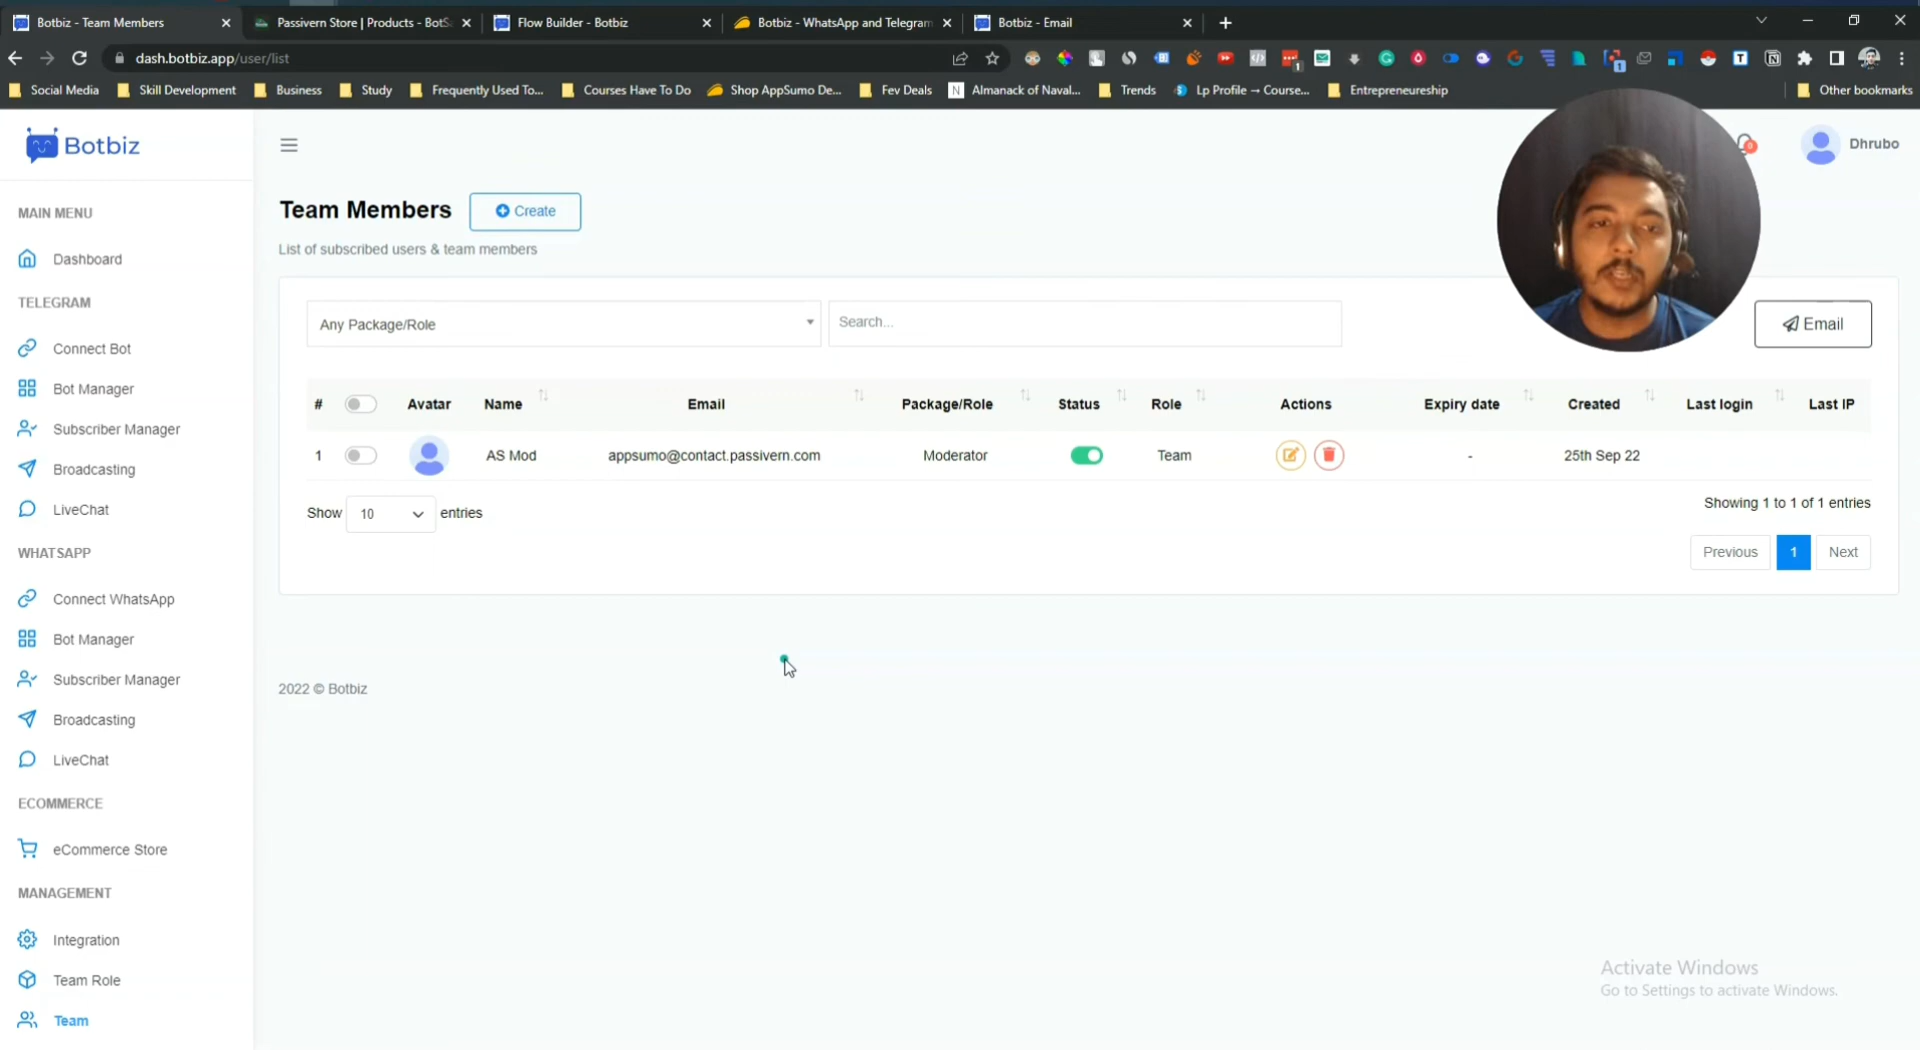 Botbiz - Team Members
Passivern Store | Products - BotS
Flow Builder - Botbiz
Botbiz - WhatsApp and Telegram
Botbiz - Email
dash.botbiz.app/user/list
Social Media
Skill Development
Business
Study
Frequently Used To...
Courses Have To Do
Shop AppSumo De...
Fev Deals
Almanack of Naval...
Trends
Lp Profile → Course...
Entrepreneureship
Other bookmarks
Botbiz
Dhrubo
MAIN MENU
Dashboard
TELEGRAM
Connect Bot
Bot Manager
Subscriber Manager
Broadcasting
LiveChat
WHATSAPP
Connect WhatsApp
Bot Manager
Subscriber Manager
Broadcasting
LiveChat
ECOMMERCE
eCommerce Store
MANAGEMENT
Integration
Team Role
Team
Team Members
Create
List of subscribed users & team members
Any Package/Role
Search...
Email
# Avatar Name Email Package/Role Status Role Actions Expiry date Created Last login Last IP
1 AS Mod appsumo@contact.passivern.com Moderator Team - 25th Sep 22
Show 10 entries
Showing 1 to 1 of 1 entries
Previous 1 Next
2022 © Botbiz
Activate Windows
Go to Settings to activate Windows.